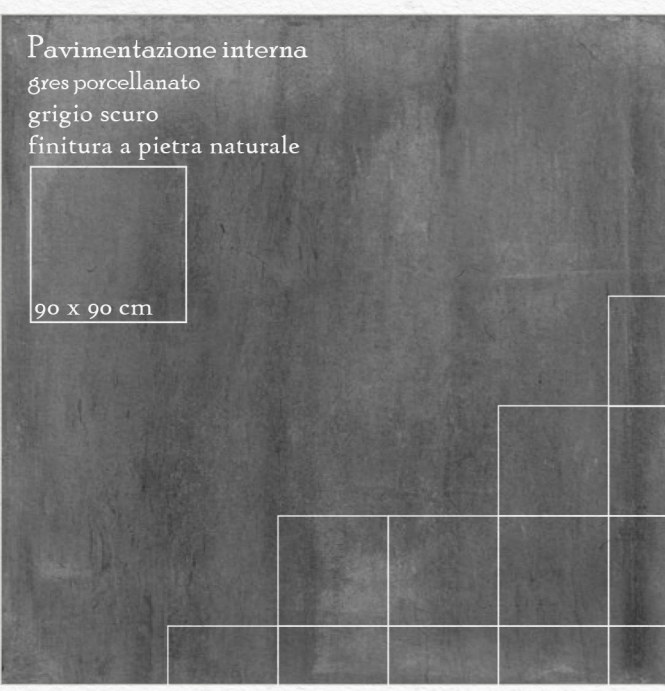 Pavimentazione interna
gres porcellanato
grigio scuro
finitura a pietra naturale
90 x 90 cm